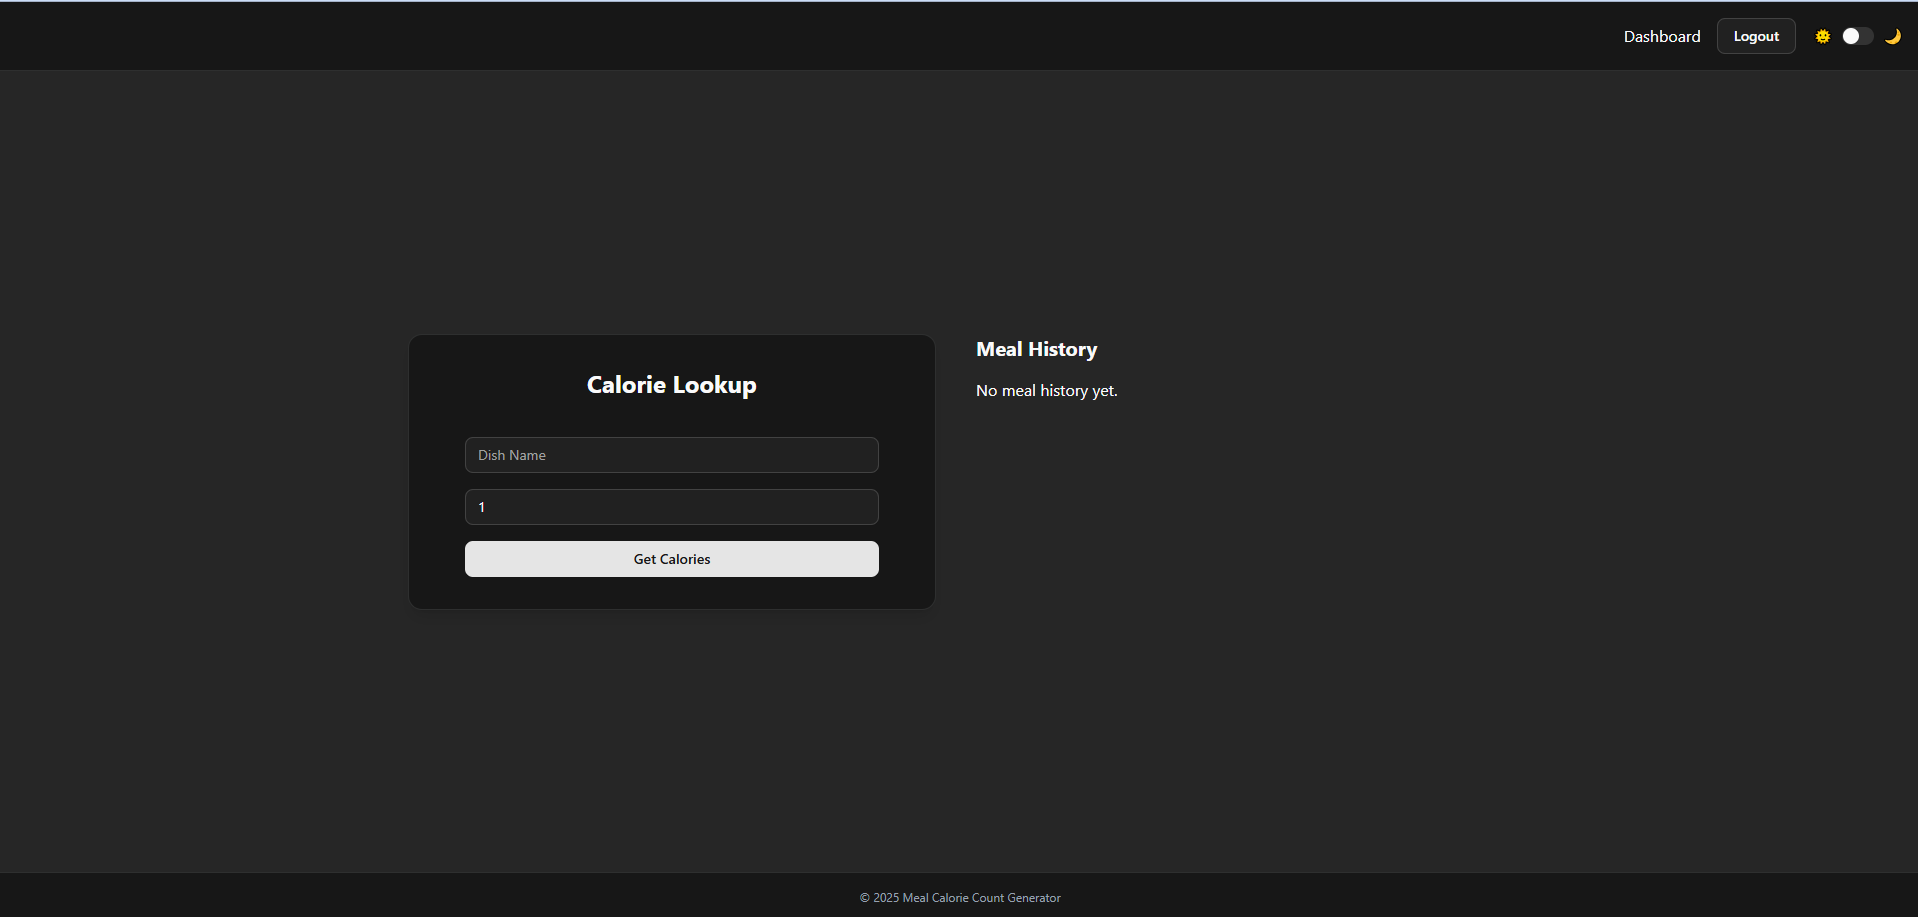 Dashboard Logout
Calorie Lookup
Dish Name
1
Get Calories
Meal History
No meal history yet.
© 2025 Meal Calorie Count Generator